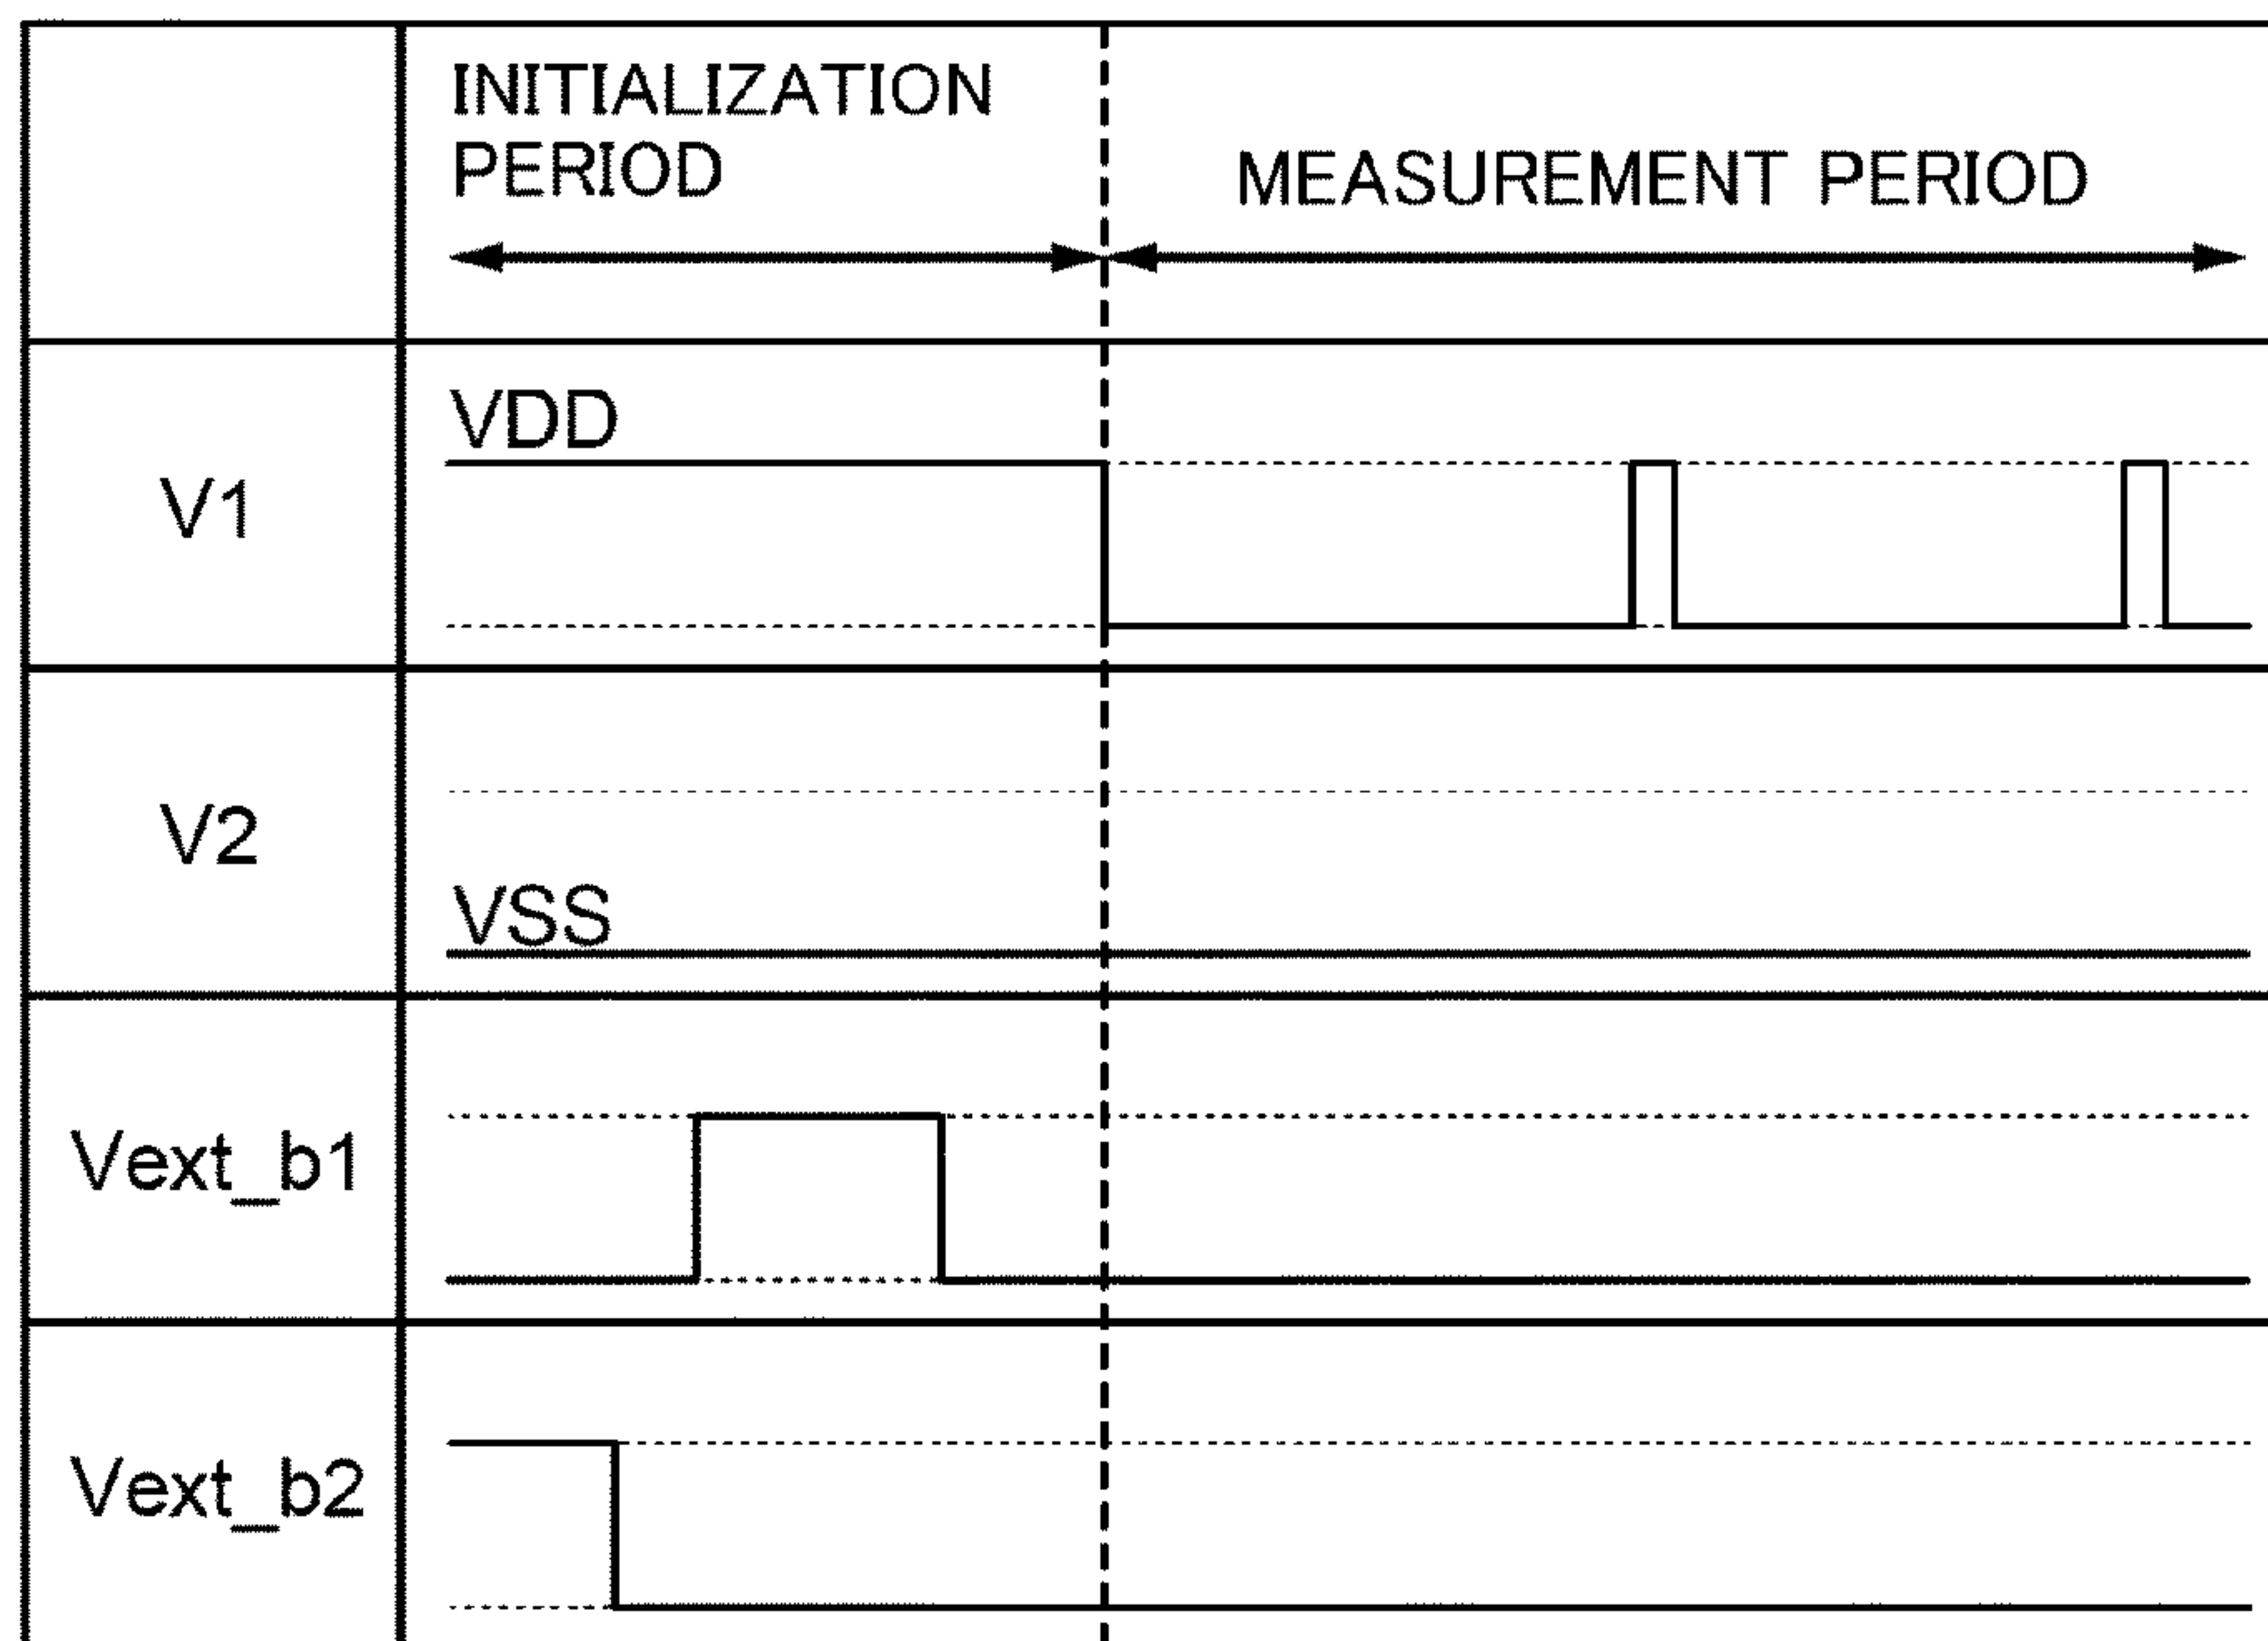 INITIALIZATION
PERIOD
MEASUREMENT PERIOD
V1
VDD
V2
VSS
Vext_b1
Vext_b2